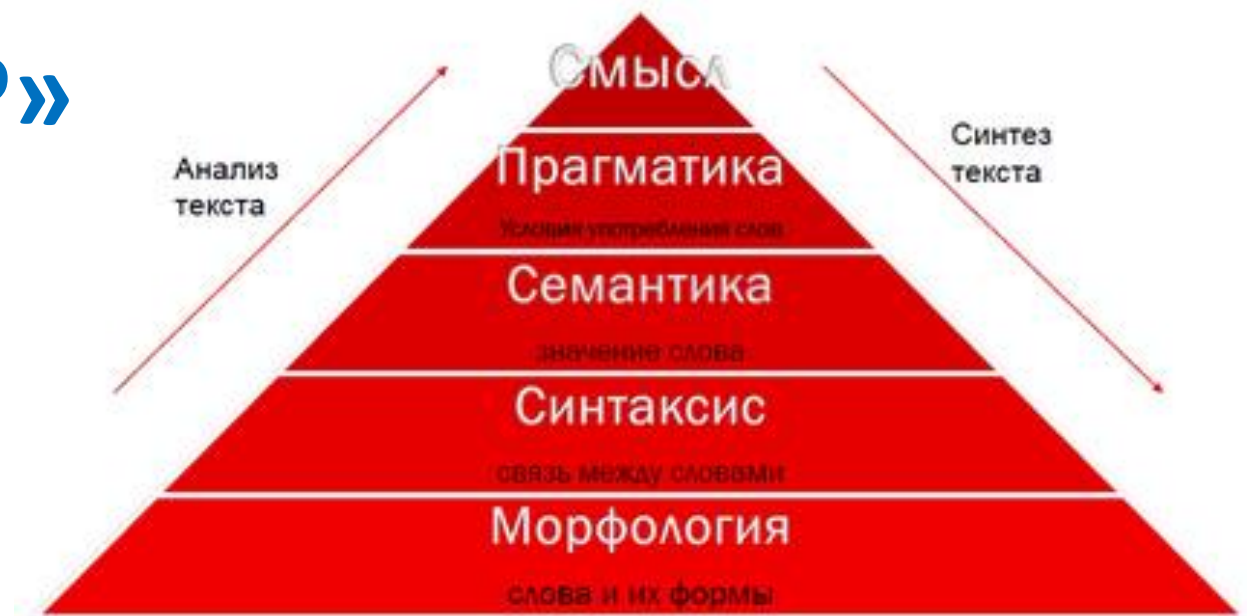 »
Смысл
Анализ
текста
Синтез
текста
Прагматика
Условия употребления слов
Семантика
значение слова
Синтаксис
связь между словами
Морфология
слова и их формы